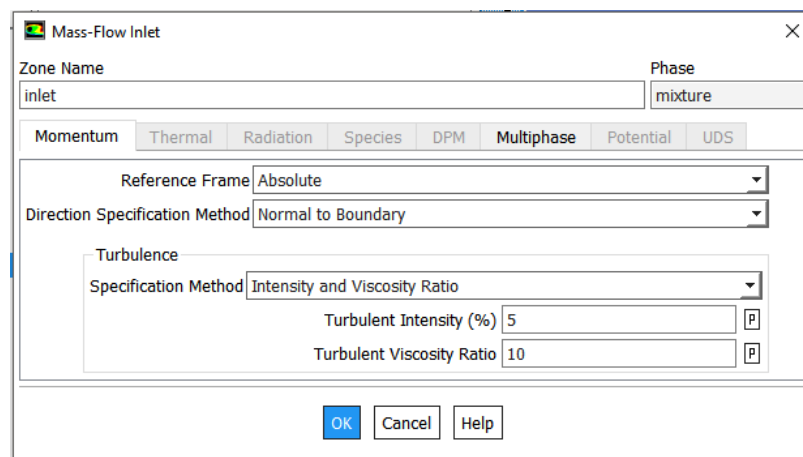 Mass-Flow Inlet
Zone Name Phase
inlet mixture
Momentum Thermal Radiation Species DPM Multiphase Potential UDS
Reference Frame Absolute
Direction Specification Method Normal to Boundary
Turbulence
Specification Method Intensity and Viscosity Ratio
Turbulent Intensity (%) 5 P
Turbulent Viscosity Ratio 10 P
OK Cancel Help